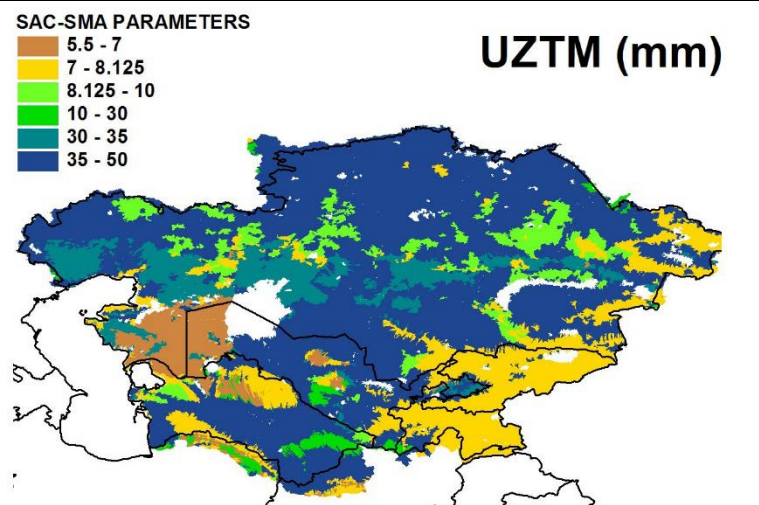 SAC-SMA PARAMETERS
5.5 - 7
7 - 8.125
8.125 - 10
10 - 30
30 - 35
35 - 50
UZTM (mm)